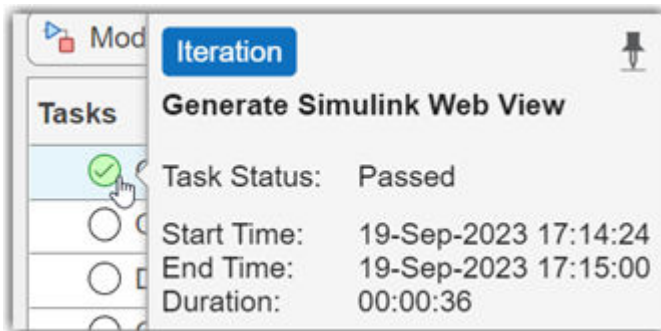 Mod
Iteration
Generate Simulink Web View
Tasks
Task Status: Passed
Start Time: 19-Sep-2023 17:14:24
End Time: 19-Sep-2023 17:15:00
Duration: 00:00:36